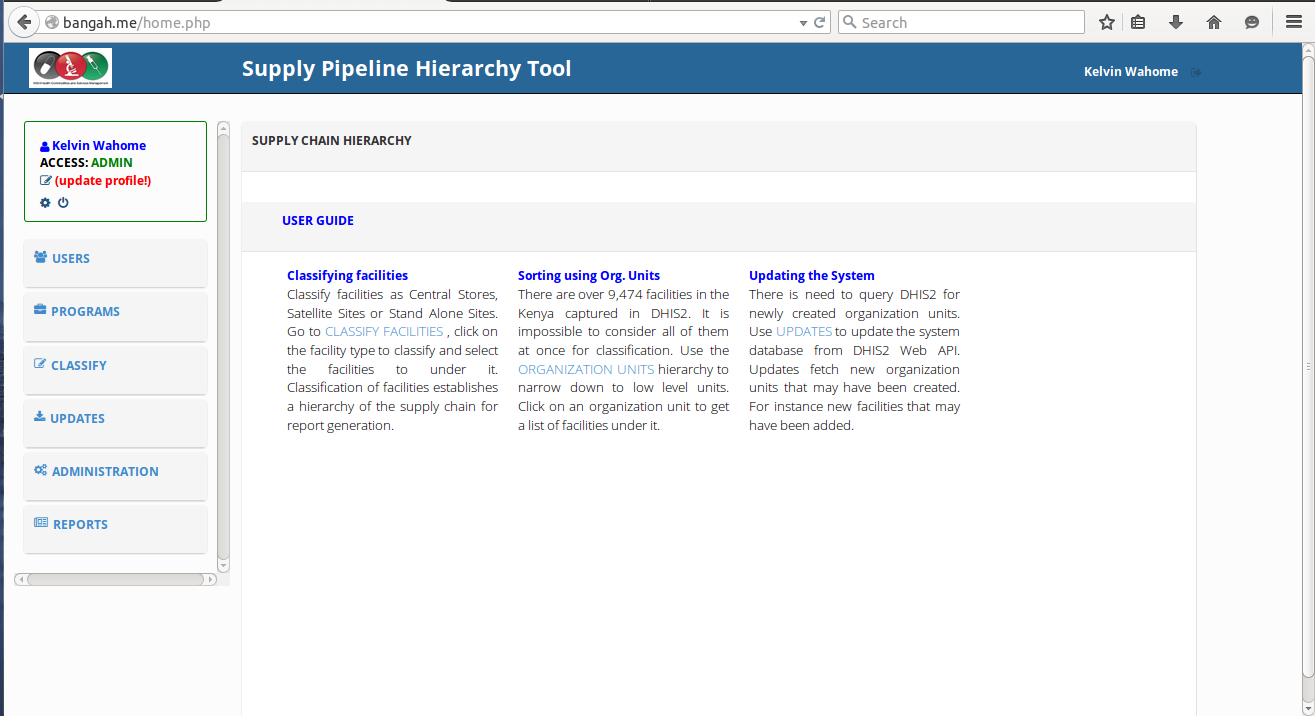 bangah.me/home.php
Search
Supply Pipeline Hierarchy Tool
Kelvin Wahome
Kelvin Wahome
ACCESS: ADMIN
(update profile!)
USERS
PROGRAMS
CLASSIFY
UPDATES
ADMINISTRATION
REPORTS
SUPPLY CHAIN HIERARCHY
USER GUIDE
Classifying facilities
Classify facilities as Central Stores,
Satellite Sites or Stand Alone Sites.
Go to CLASSIFY FACILITIES , click on
the facility type to classify and select
the facilities to under it.
Classification of facilities establishes
a hierarchy of the supply chain for
report generation.
Sorting using Org. Units
There are over 9,474 facilities in the
Kenya captured in DHIS2. It is
impossible to consider all of them
at once for classification. Use the
ORGANIZATION UNITS hierarchy to
narrow down to low level units.
Click on an organization unit to get
a list of facilities under it.
Updating the System
There is need to query DHIS2 for
newly created organization units.
Use UPDATES to update the system
database from DHIS2 Web API.
Updates fetch new organization
units that may have been created.
For instance new facilities that may
have been added.